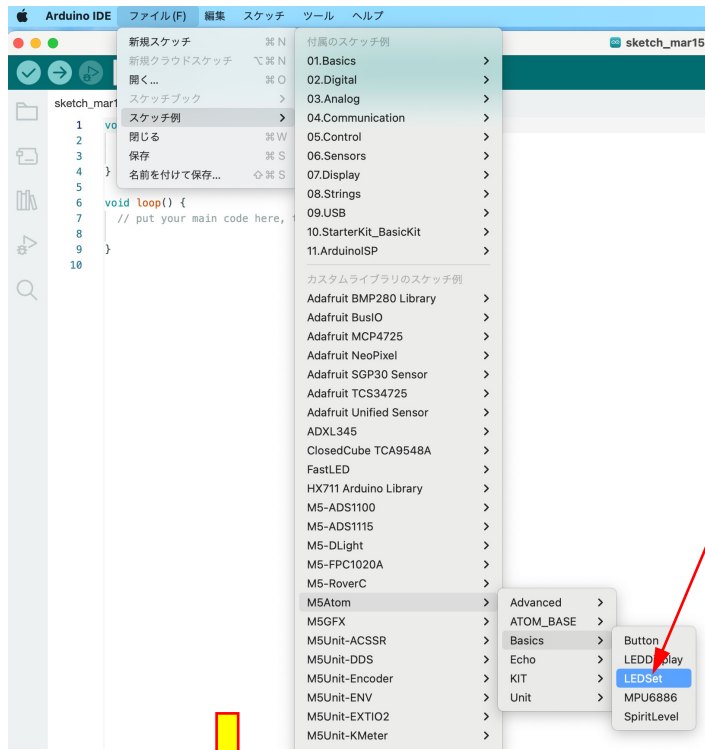 Arduino IDE ファイル(F) 編集 スケッチ ツール ヘルプ
sketch_mar15
sketch_mar1
新規スケッチ ⌘ N
新規クラウドスケッチ ⌥⌘ N
開く... ⌘ O
スケッチブック >
スケッチ例 >
閉じる ⌘ W
保存 ⌘ S
名前を付けて保存... ⇧⌘ S
1 vo
2
3
4 }
5
6 void loop() {
7 // put your main code here,
8
9 }
10
付属のスケッチ例
01.Basics >
02.Digital >
03.Analog >
04.Communication >
05.Control >
06.Sensors >
07.Display >
08.Strings >
09.USB >
10.StarterKit_BasicKit >
11.ArduinoISP >
カスタムライブラリのスケッチ例
Adafruit BMP280 Library >
Adafruit BusIO >
Adafruit MCP4725 >
Adafruit NeoPixel >
Adafruit SGP30 Sensor >
Adafruit TCS34725 >
Adafruit Unified Sensor >
ADXL345 >
ClosedCube TCA9548A >
FastLED >
HX711 Arduino Library >
M5-ADS1100 >
M5-ADS1115 >
M5-DLight >
M5-FPC1020A >
M5-RoverC >
M5Atom >
M5GFX >
M5Unit-ACSSR >
M5Unit-DDS >
M5Unit-Encoder >
M5Unit-ENV >
M5Unit-EXTIO2 >
M5Unit-KMeter >
Advanced >
ATOM_BASE >
Basics >
Echo >
KIT >
Unit >
Button
LEDDisplay
LEDSet
MPU6886
SpiritLevel